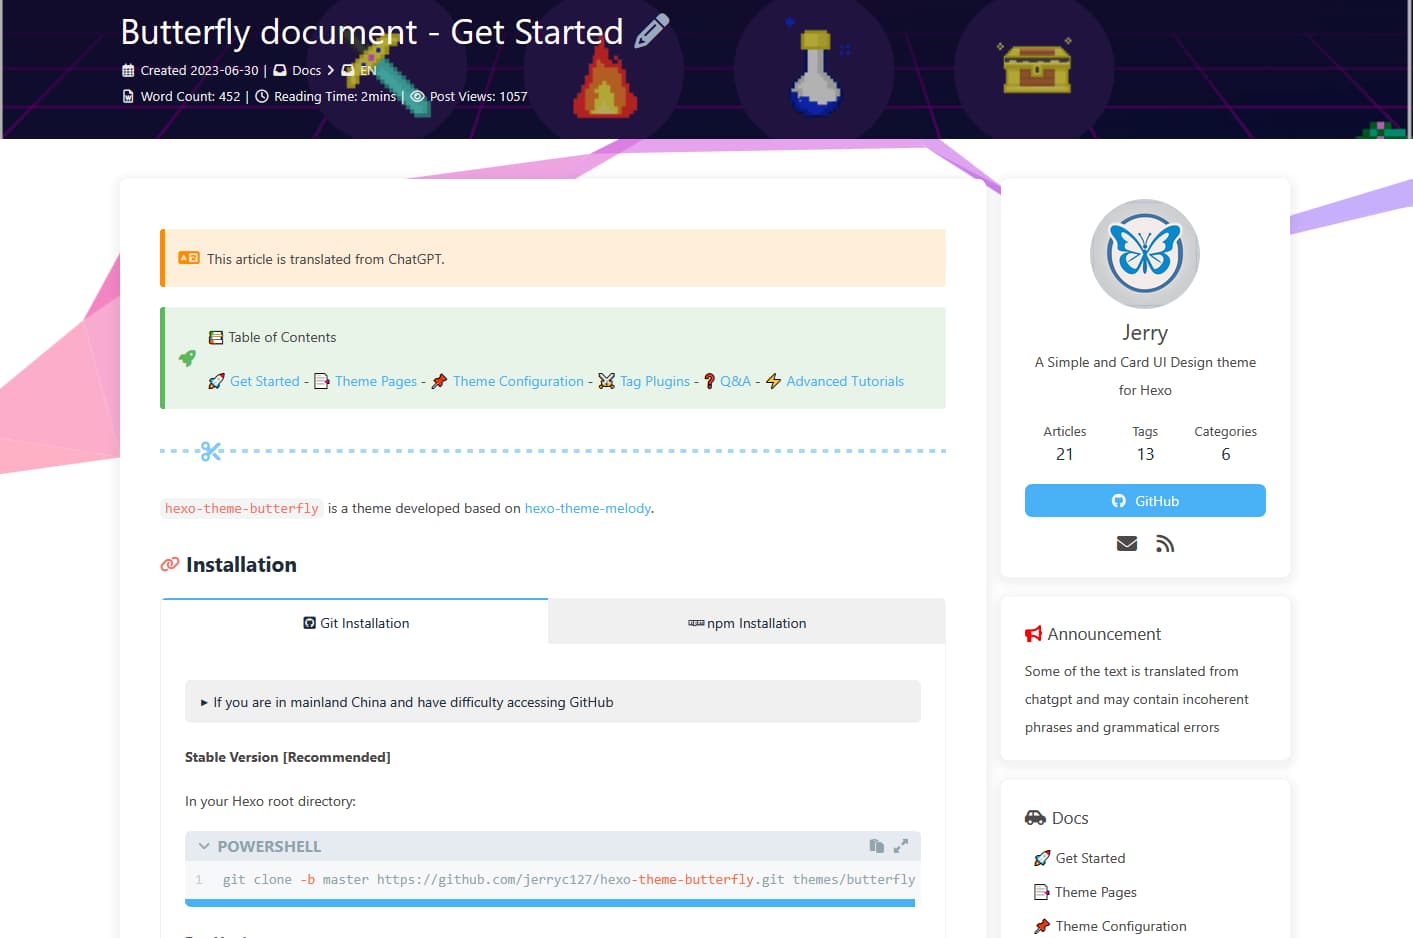 Butterfly document - Get Started
Created 2023-06-30 | Docs > EN
Word Count: 452 | Reading Time: 2mins | Post Views: 1057
This article is translated from ChatGPT.
Table of Contents
Get Started - Theme Pages - Theme Configuration - Tag Plugins - Q&A - Advanced Tutorials
hexo-theme-butterfly is a theme developed based on hexo-theme-melody.
Installation
Git Installation
npm Installation
If you are in mainland China and have difficulty accessing GitHub
Stable Version [Recommended]
In your Hexo root directory:
POWERSHELL
1 git clone -b master https://github.com/jerryc127/hexo-theme-butterfly.git themes/butterfly
Jerry
A Simple and Card UI Design theme
for Hexo
Articles Tags Categories
21 13 6
GitHub
Announcement
Some of the text is translated from
chatgpt and may contain incoherent
phrases and grammatical errors
Docs
Get Started
Theme Pages
Theme Configuration